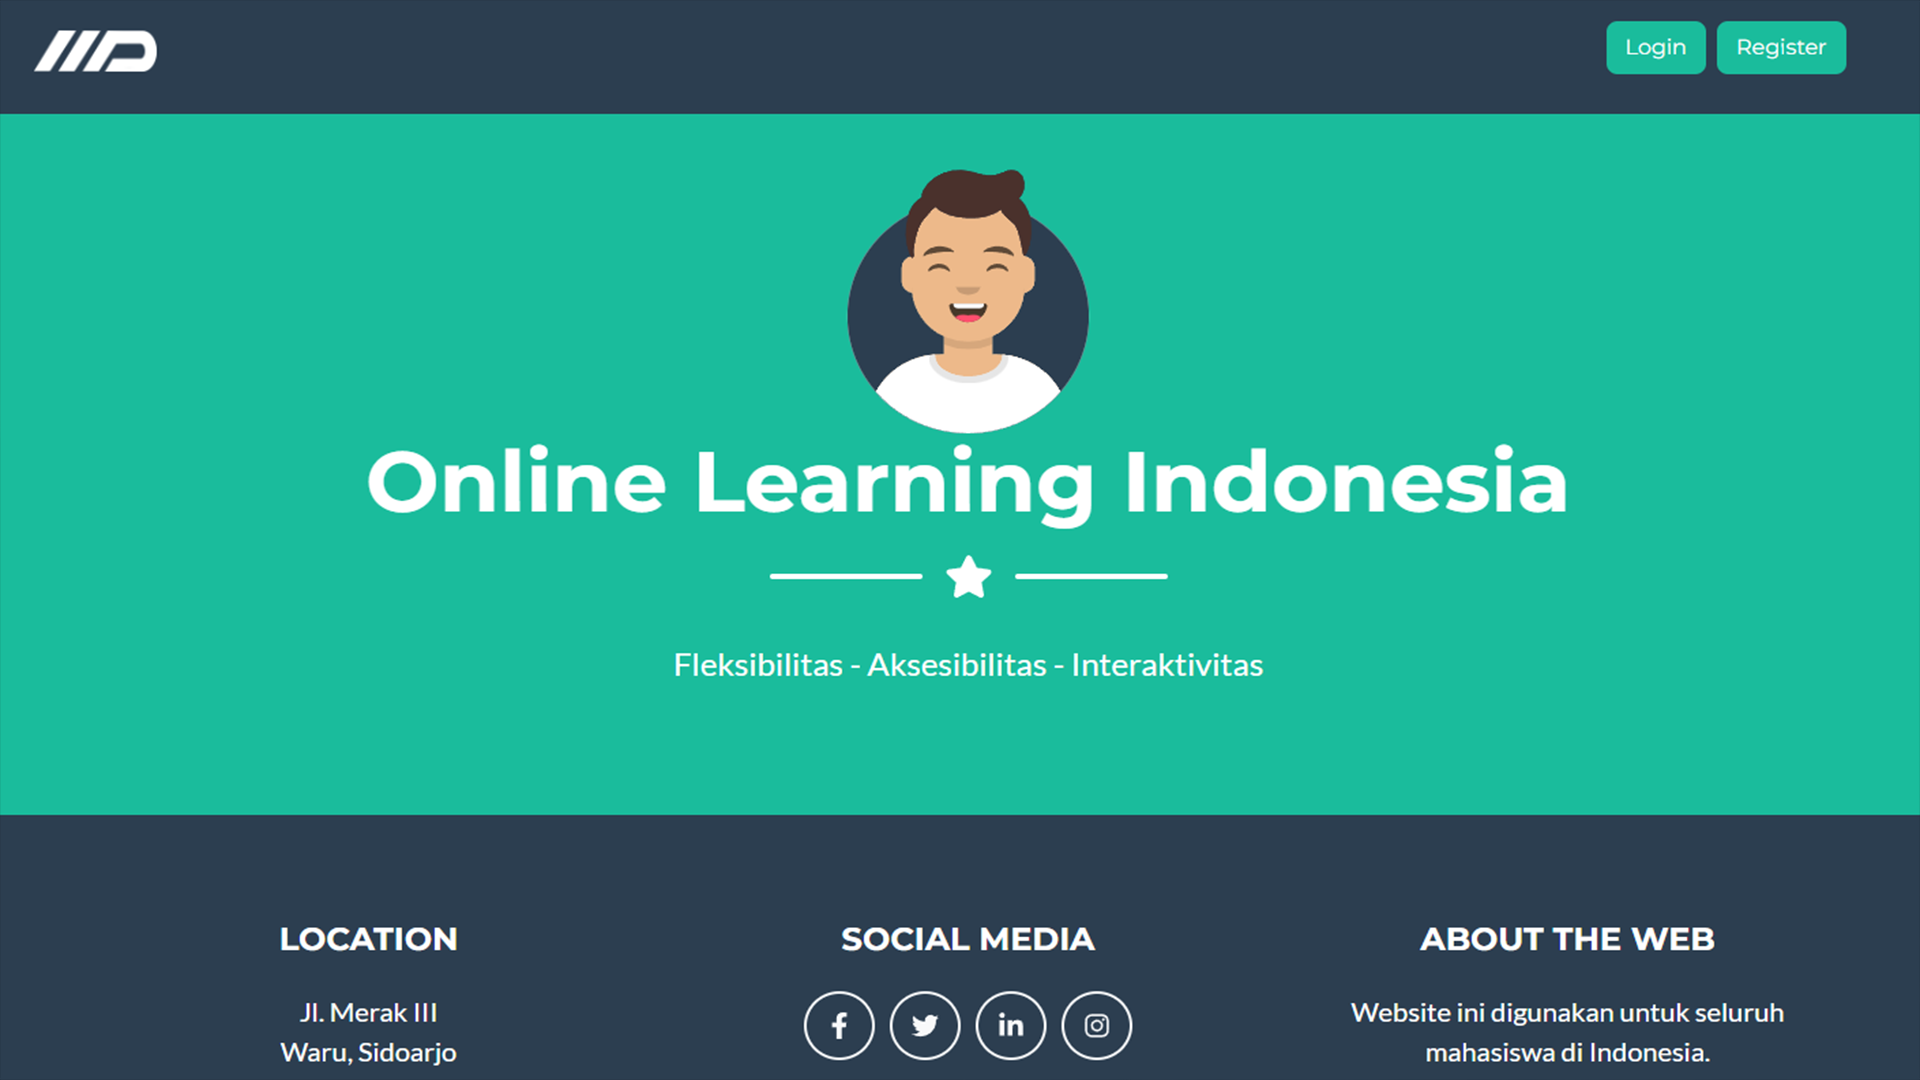 Login Register
Online Learning Indonesia
Fleksibilitas - Aksesibilitas - Interaktivitas
LOCATION
Jl. Merak III
Waru, Sidoarjo
SOCIAL MEDIA
ABOUT THE WEB
Website ini digunakan untuk seluruh
mahasiswa di Indonesia.